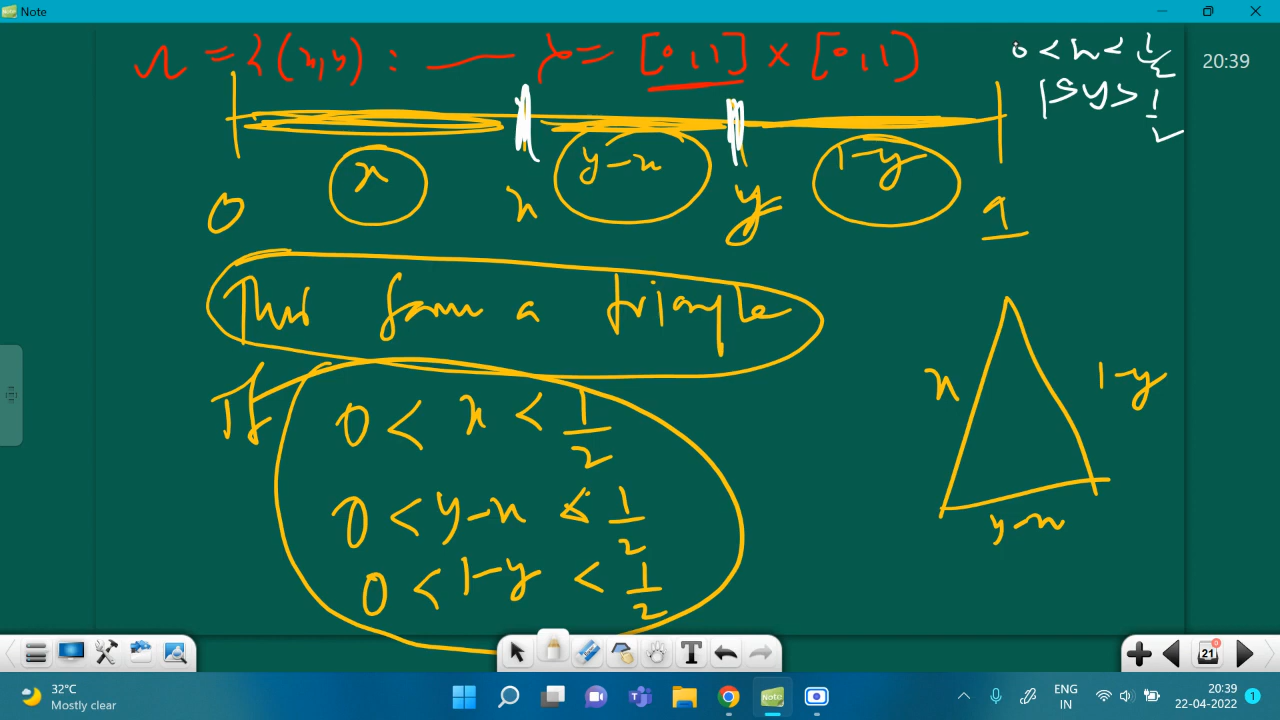 Note
Ω = {(x,y) : — } = [0,1] × [0,1]
0 < x < 1/2
1 > y > 1/2
20:39
x
y-x
1-y
0
x
y
1
This form a triangle
If
0 < x < 1/2
0 < y-x < 1/2
0 < 1-y < 1/2
x
1-y
y-x
T
21
32°C
Mostly clear
ENG
IN
20:39
22-04-2022
1